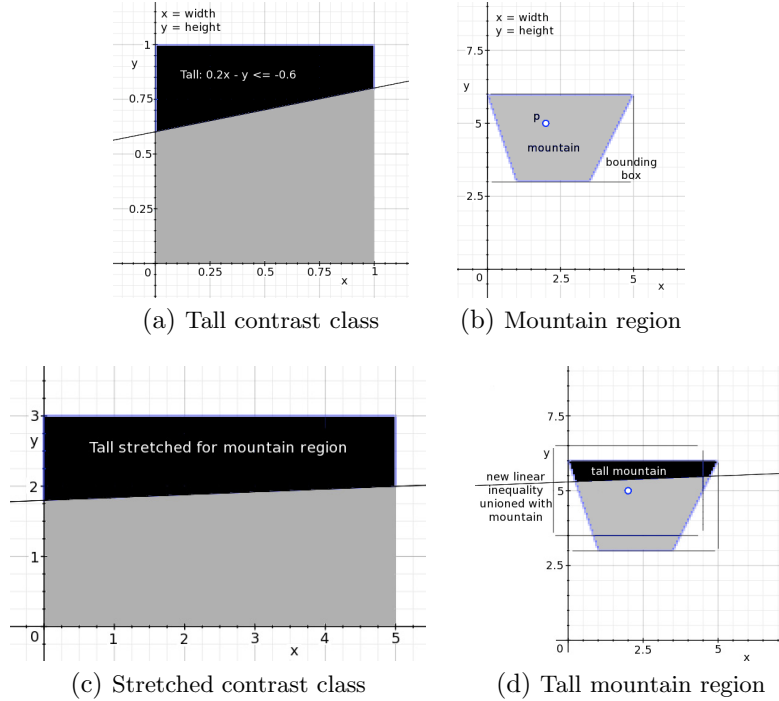 x = width
y = height
1
y
Tall: 0.2x - y <= -0.6
0.75
0.5
0.25
0
0.25
0.5
0.75
1
x
(a) Tall contrast class
x = width
y = height
7.5
y
p
5
mountain
bounding
box
2.5
0
2.5
5
x
(b) Mountain region
3
y
Tall stretched for mountain region
2
1
0
1
2
3
4
5
x
(c) Stretched contrast class
7.5
y
tall mountain
new linear
inequality
unioned with
mountain
5
2.5
0
2.5
5
x
(d) Tall mountain region